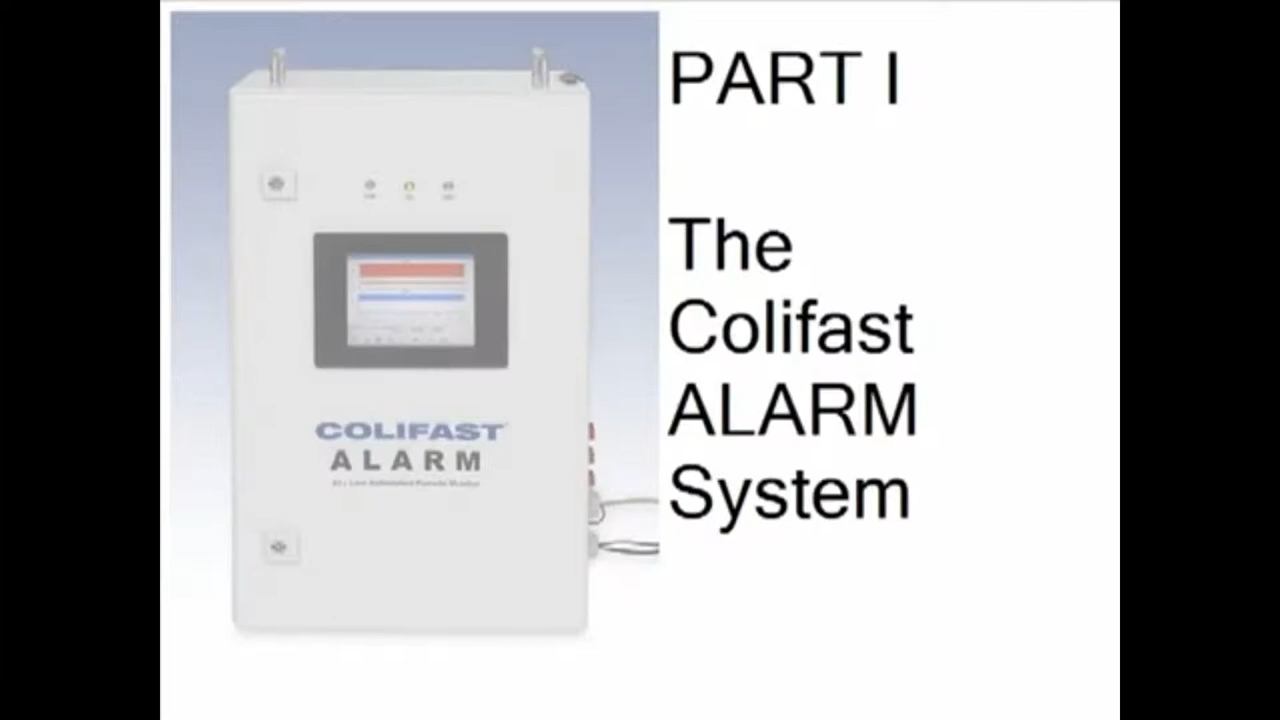 PART I
The
Colifast
ALARM
System
COLIFAST
ALARM